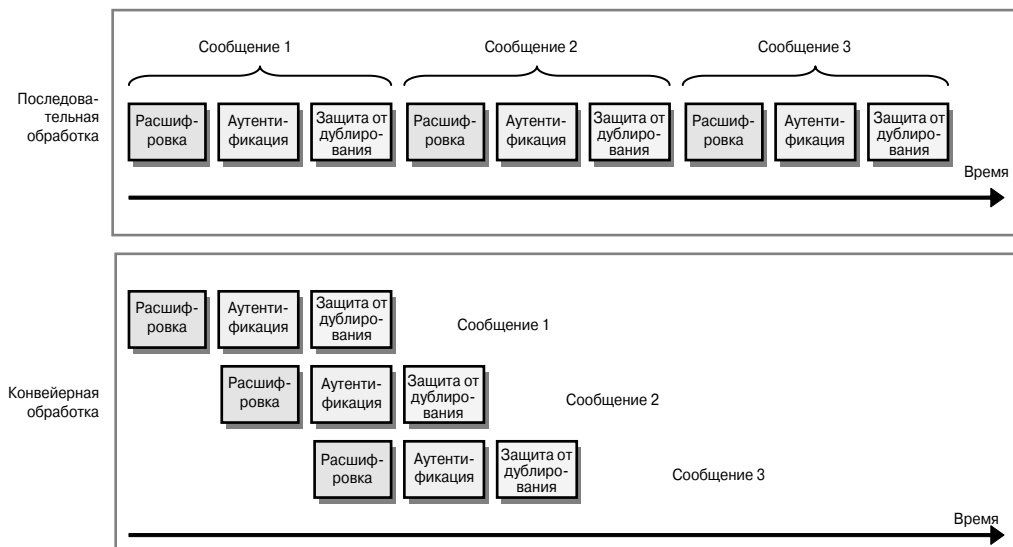 Сообщение 1
Сообщение 2
Сообщение 3
Последова-
тельная
обработка
Расшиф-
ровка
Аутенти-
фикация
Защита от
дублиро-
вания
Расшиф-
ровка
Аутенти-
фикация
Защита от
дублиро-
вания
Расшиф-
ровка
Аутенти-
фикация
Защита от
дублиро-
вания
Время
Конвейерная
обработка
Расшиф-
ровка
Аутенти-
фикация
Защита от
дублиро-
вания
Сообщение 1
Расшиф-
ровка
Аутенти-
фикация
Защита от
дублиро-
вания
Сообщение 2
Расшиф-
ровка
Аутенти-
фикация
Защита от
дублиро-
вания
Сообщение 3
Время